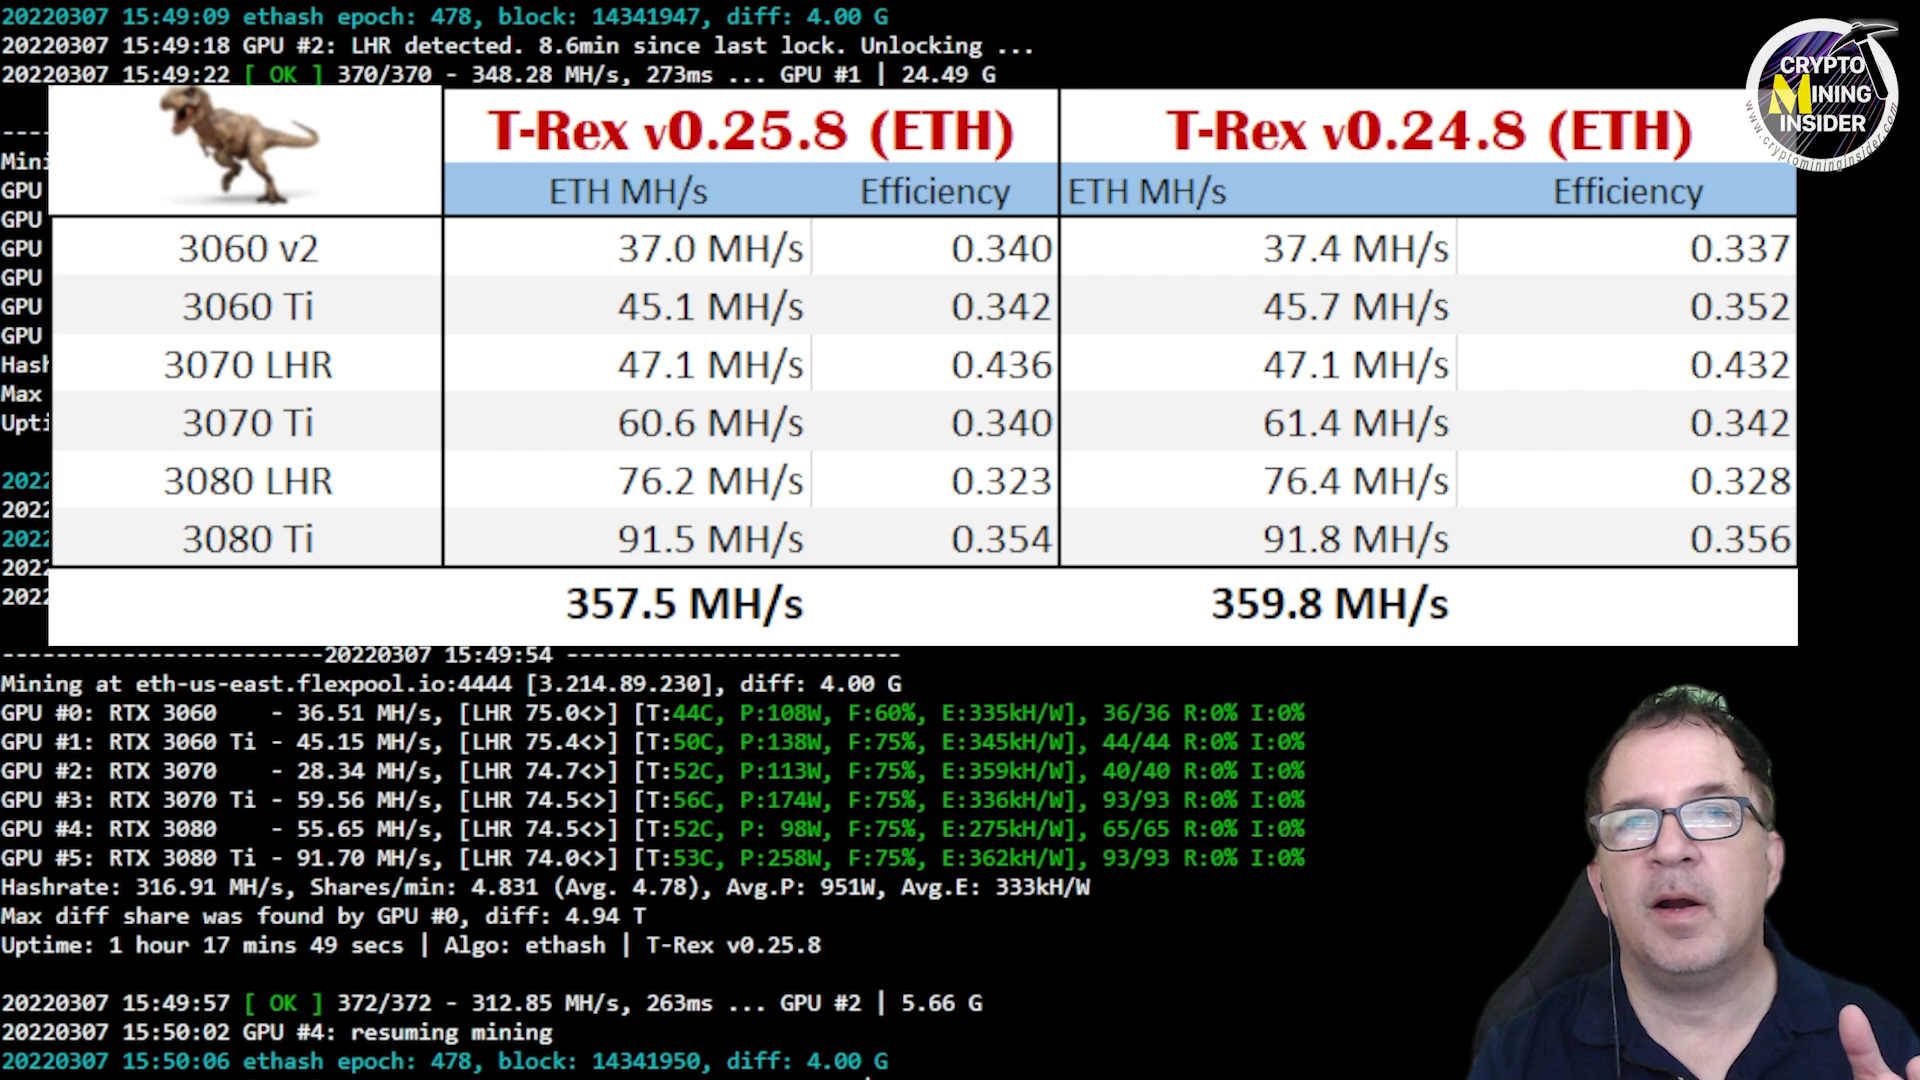 20220307 15:49:09 ethash epoch: 478, block: 14341947, diff: 4.00 G
20220307 15:49:18 GPU #2: LHR detected. 8.6min since last lock. Unlocking ...
20220307 15:49:22 [ OK ] 370/370 - 348.28 MH/s, 273ms ... GPU #1 | 24.49 G
CRYPTO
MINING
INSIDER
www.cryptomininginsider.com
T-Rex v0.25.8 (ETH) T-Rex v0.24.8 (ETH)
ETH MH/s Efficiency ETH MH/s Efficiency
3060 v2 37.0 MH/s 0.340 37.4 MH/s 0.337
3060 Ti 45.1 MH/s 0.342 45.7 MH/s 0.352
3070 LHR 47.1 MH/s 0.436 47.1 MH/s 0.432
3070 Ti 60.6 MH/s 0.340 61.4 MH/s 0.342
3080 LHR 76.2 MH/s 0.323 76.4 MH/s 0.328
3080 Ti 91.5 MH/s 0.354 91.8 MH/s 0.356
357.5 MH/s 359.8 MH/s
----
Mini
GPU
GPU
GPU
GPU
GPU
GPU
Hash
Max
Upti
2022
2022
2022
2022
2022
------------------------20220307 15:49:54 -------------------------
Mining at eth-us-east.flexpool.io:4444 [3.214.89.230], diff: 4.00 G
GPU #0: RTX 3060    - 36.51 MH/s, [LHR 75.0<>] [T:44C, P:108W, F:60%, E:335kH/W], 36/36 R:0% I:0%
GPU #1: RTX 3060 Ti - 45.15 MH/s, [LHR 75.4<>] [T:50C, P:138W, F:75%, E:345kH/W], 44/44 R:0% I:0%
GPU #2: RTX 3070    - 28.34 MH/s, [LHR 74.7<>] [T:52C, P:113W, F:75%, E:359kH/W], 40/40 R:0% I:0%
GPU #3: RTX 3070 Ti - 59.56 MH/s, [LHR 74.5<>] [T:56C, P:174W, F:75%, E:336kH/W], 93/93 R:0% I:0%
GPU #4: RTX 3080    - 55.65 MH/s, [LHR 74.5<>] [T:52C, P: 98W, F:75%, E:275kH/W], 65/65 R:0% I:0%
GPU #5: RTX 3080 Ti - 91.70 MH/s, [LHR 74.0<>] [T:53C, P:258W, F:75%, E:362kH/W], 93/93 R:0% I:0%
Hashrate: 316.91 MH/s, Shares/min: 4.831 (Avg. 4.78), Avg.P: 951W, Avg.E: 333kH/W
Max diff share was found by GPU #0, diff: 4.94 T
Uptime: 1 hour 17 mins 49 secs | Algo: ethash | T-Rex v0.25.8
20220307 15:49:57 [ OK ] 372/372 - 312.85 MH/s, 263ms ... GPU #2 | 5.66 G
20220307 15:50:02 GPU #4: resuming mining
20220307 15:50:06 ethash epoch: 478, block: 14341950, diff: 4.00 G